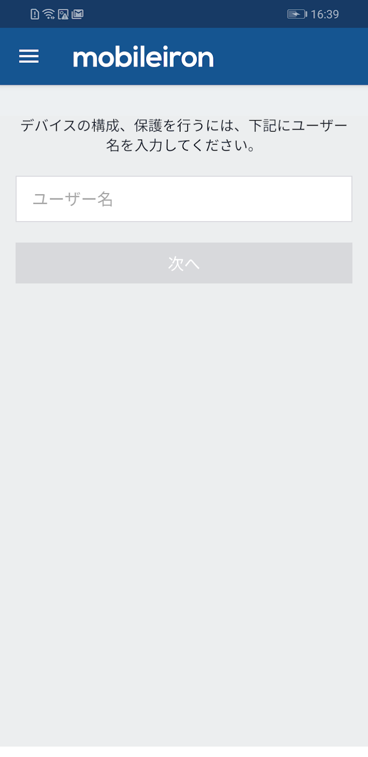 16:39
mobileiron
デバイスの構成、保護を行うには、下記にユーザー
名を入力してください。
ユーザー名
次へ